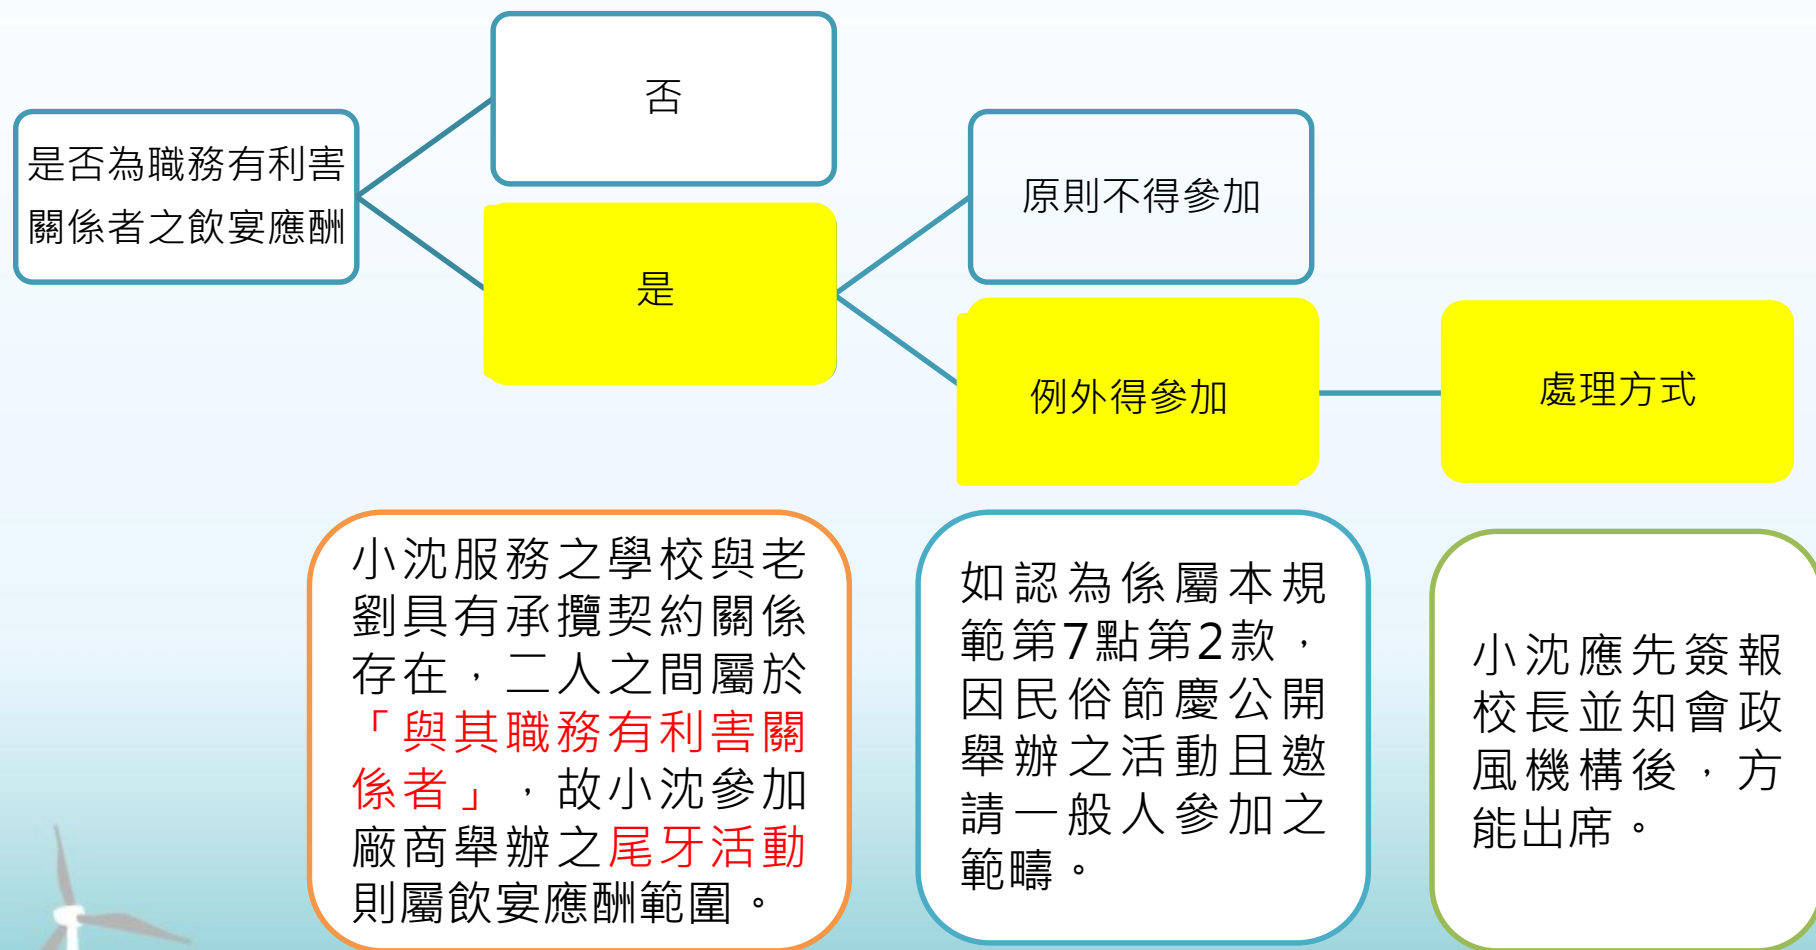 否
是否為職務有利害
關係者之飲宴應酬
原則不得參加
是
例外得參加
處理方式
小沈服務之學校與老
劉具有承攬契約關係
存在，二人之間屬於
「與其職務有利害關
係者」，故小沈參加
廠商舉辦之尾牙活動
則屬飲宴應酬範圍。
如認為係屬本規
範第7點第2款，
因民俗節慶公開
舉辦之活動且邀
請一般人參加之
範疇。
小沈應先簽報
校長並知會政
風機構後，方
能出席。